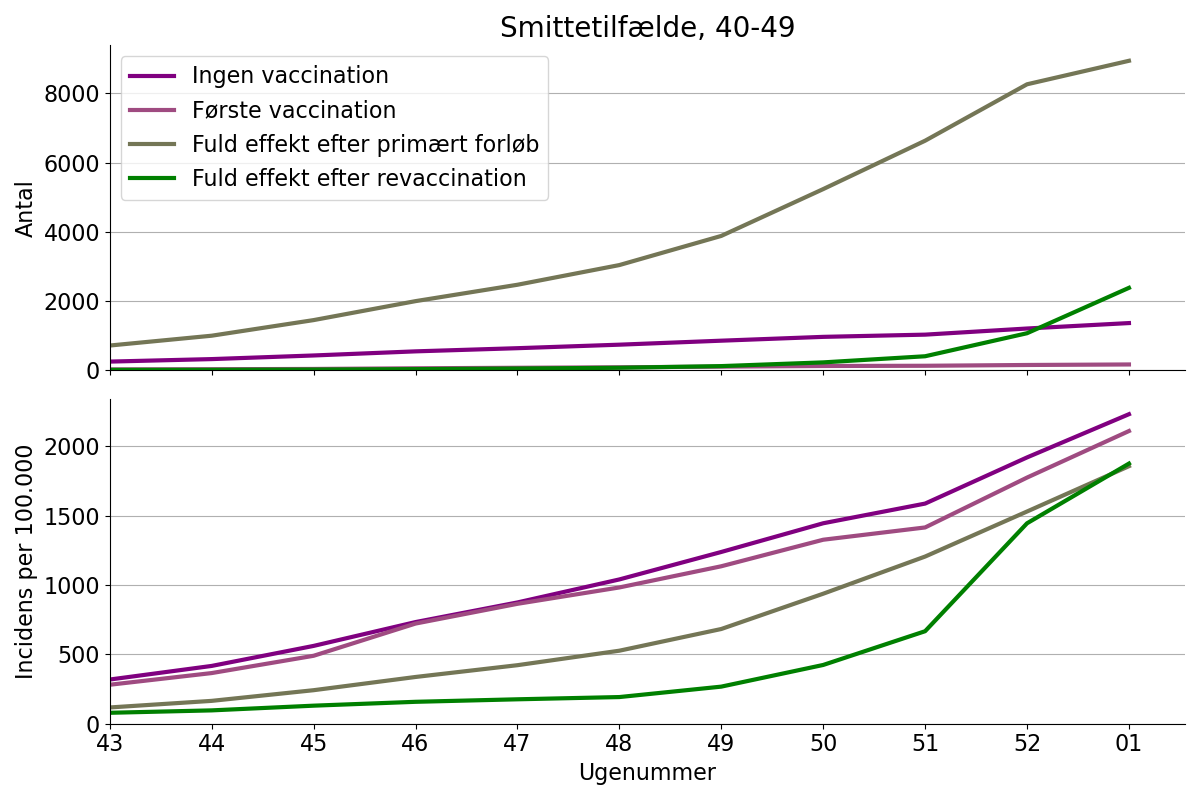 Smittetilfælde, 40-49
Ingen vaccination
Første vaccination
Fuld effekt efter primært forløb
Fuld effekt efter revaccination
Antal
8000
6000
4000
2000
0
Incidens per 100.000
2000
1500
1000
500
0
43 44 45 46 47 48 49 50 51 52 01
Ugenummer